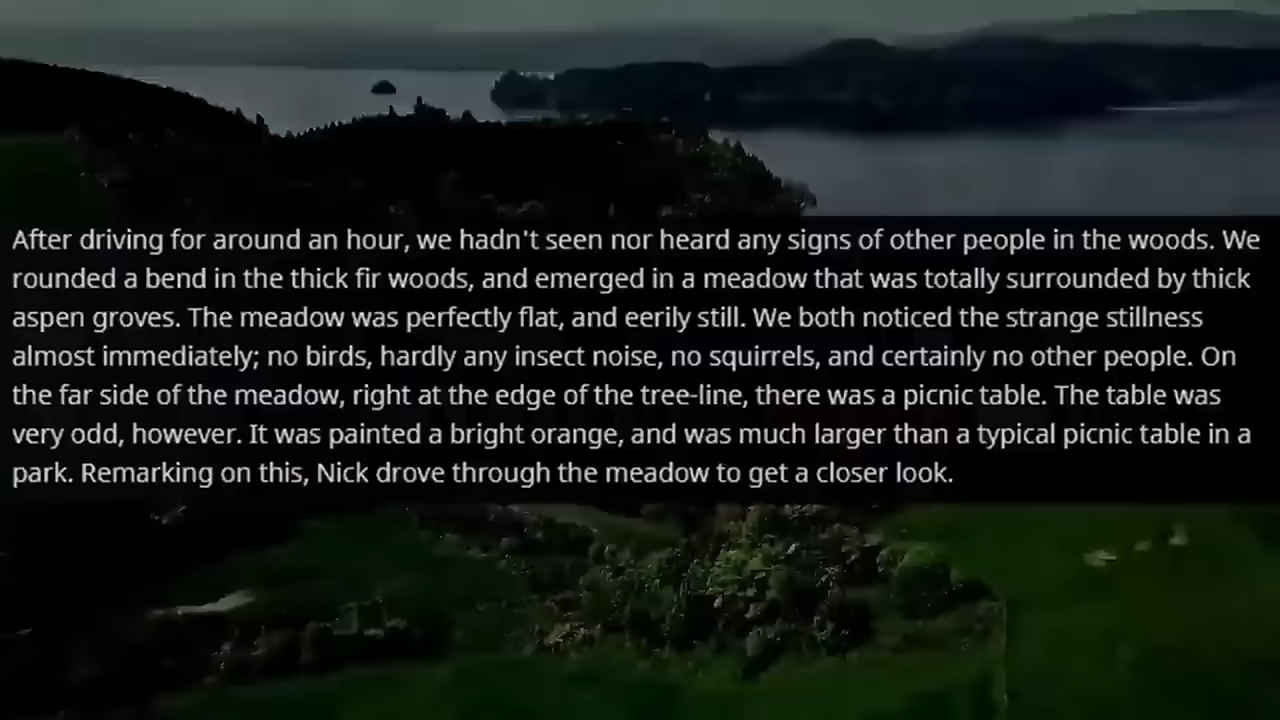 After driving for around an hour, we hadn't seen nor heard any signs of other people in the woods. We
rounded a bend in the thick fir woods, and emerged in a meadow that was totally surrounded by thick
aspen groves. The meadow was perfectly flat, and eerily still. We both noticed the strange stillness
almost immediately; no birds, hardly any insect noise, no squirrels, and certainly no other people. On
the far side of the meadow, right at the edge of the tree-line, there was a picnic table. The table was
very odd, however. It was painted a bright orange, and was much larger than a typical picnic table in a
park. Remarking on this, Nick drove through the meadow to get a closer look.